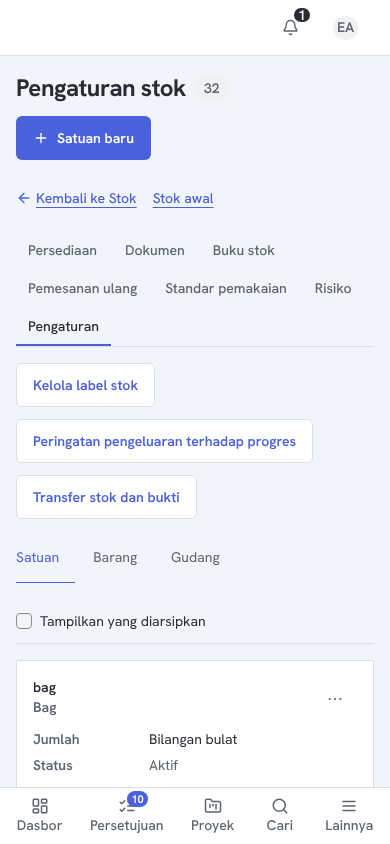 1
EA
Pengaturan stok 32
+ Satuan baru
← Kembali ke Stok Stok awal
Persediaan Dokumen Buku stok
Pemesanan ulang Standar pemakaian Risiko
Pengaturan
Kelola label stok
Peringatan pengeluaran terhadap progres
Transfer stok dan bukti
Satuan Barang Gudang
Tampilkan yang diarsipkan
bag
Bag
...
Jumlah Bilangan bulat
Status Aktif
10
Dasbor Persetujuan Proyek Cari Lainnya